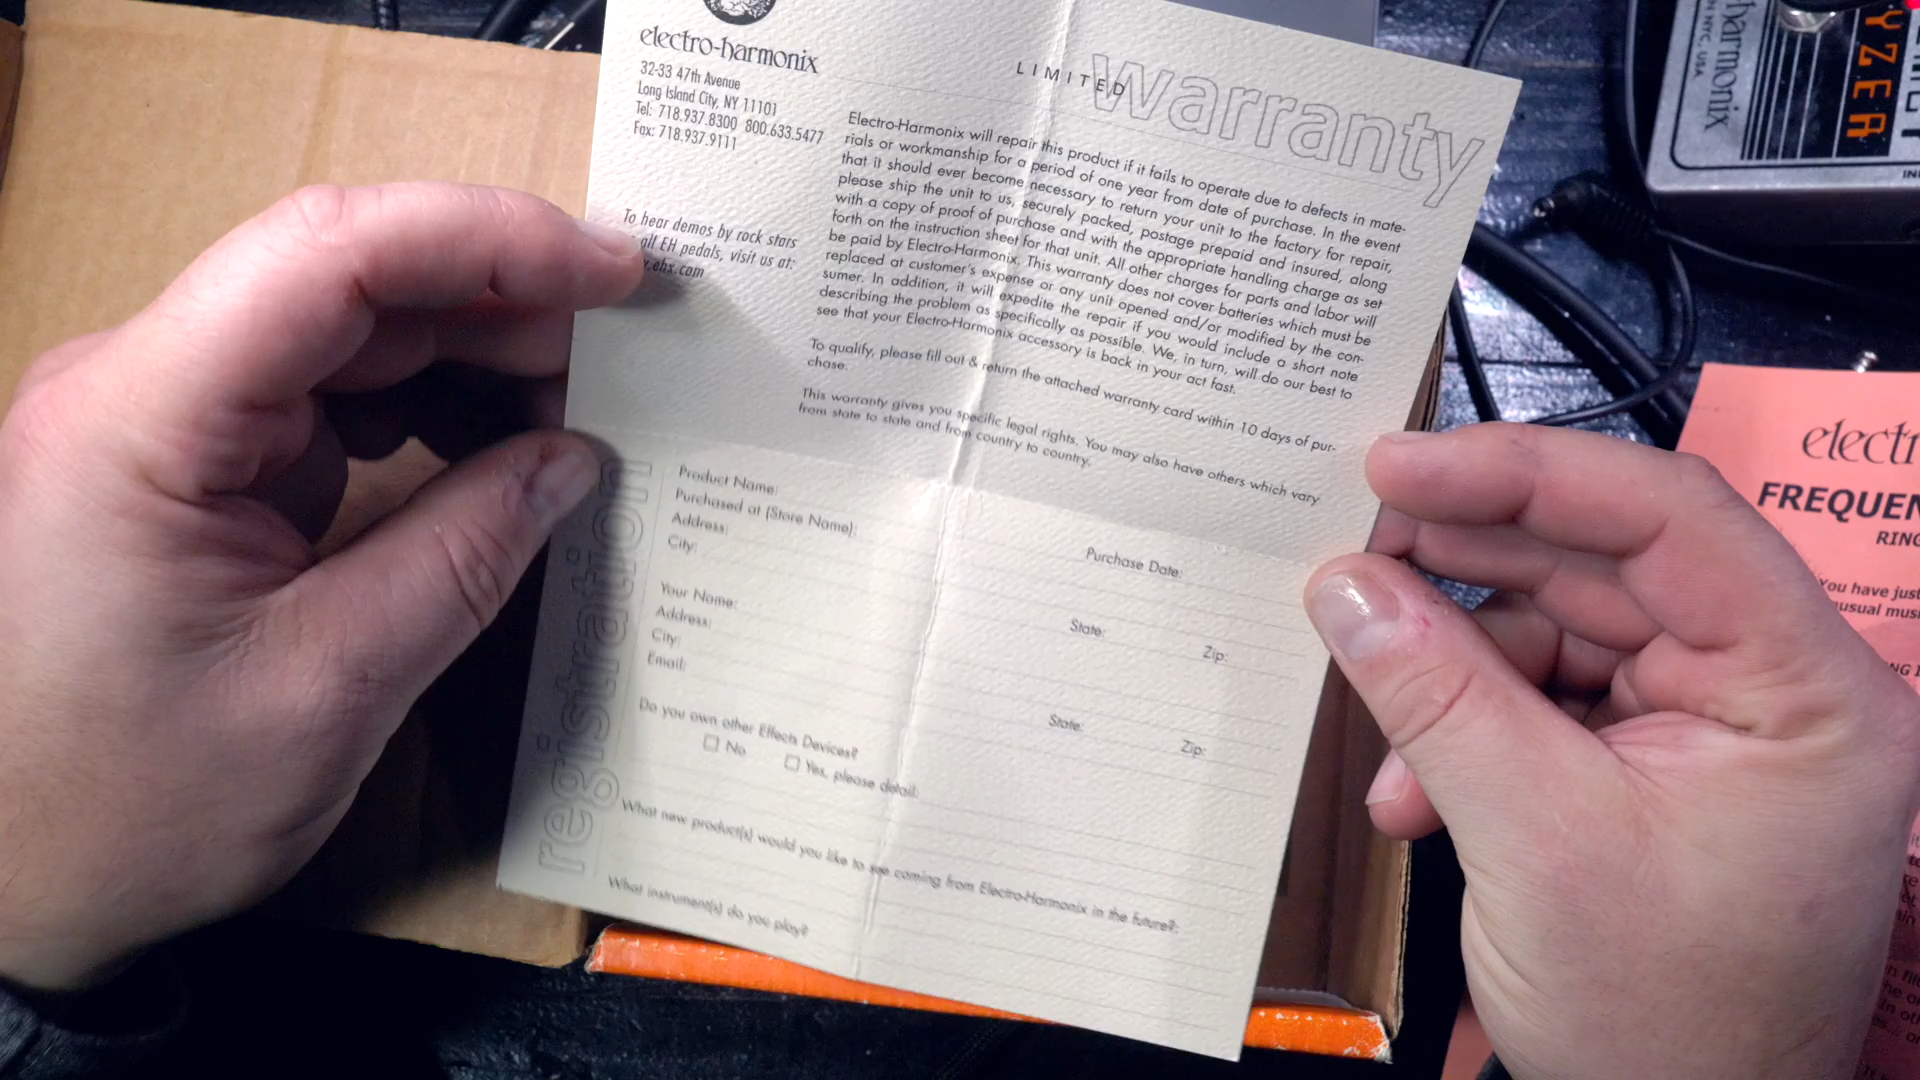 electro-harmonix
32-33 47th Avenue
Long Island City, NY 11101
Tel: 718.937.8300 800.633.5477
Fax: 718.937.9111
To hear demos by rock stars
all EH pedals, visit us at:
.ehx.com
LIMITED
warranty
Electro-Harmonix will repair this product if it fails to operate due to defects in mate-
rials or workmanship for a period of one year from date of purchase. In the event
that it should ever become necessary to return your unit to the factory for repair,
please ship the unit to us, securely packed, postage prepaid and insured, along
with a copy of proof of purchase and with the appropriate handling charge as set
forth on the instruction sheet for that unit. All other charges for parts and labor will
be paid by Electro-Harmonix. This warranty does not cover batteries which must be
replaced at customer's expense or any unit opened and/or modified by the con-
sumer. In addition, it will expedite the repair if you would include a short note
describing the problem as specifically as possible. We, in turn, will do our best to
see that your Electro-Harmonix accessory is back in your act fast.
To qualify, please fill out & return the attached warranty card within 10 days of pur-
chase.
This warranty gives you specific legal rights. You may also have others which vary
from state to state and from country to country.
registration
Product Name:
Purchased at (Store Name):
Purchase Date:
Address:
City:
State:
Zip:
Your Name:
Address:
City:
State:
Zip:
Email:
Do you own other Effects Devices?
No
Yes, please detail:
What new product(s) would you like to see coming from Electro-Harmonix in the future?:
What instrument(s) do you play?
harmonix
N NYC, USA
YZER
IN
electr
FREQUEN
RING
You have just
usual musi
NG